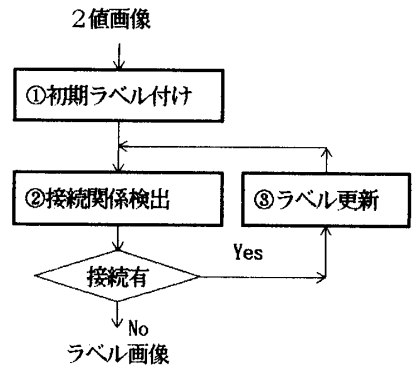 ２値画像
①初期ラベル付け
②接続関係検出
③ラベル更新
接続有
Yes
No
ラベル画像